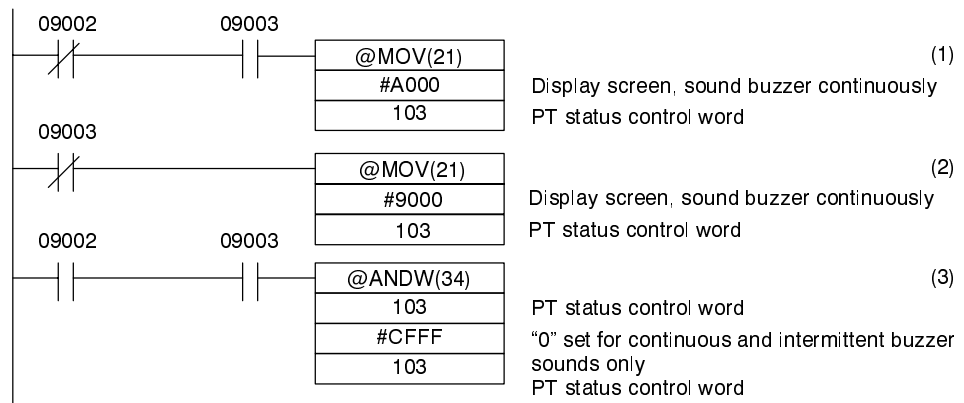 09002 09003
@MOV(21) (1)
#A000 Display screen, sound buzzer continuously
103 PT status control word
09003
@MOV(21) (2)
#9000 Display screen, sound buzzer continuously
103 PT status control word
09002 09003
@ANDW(34) (3)
103 PT status control word
#CFFF “0” set for continuous and intermittent buzzer
sounds only
103 PT status control word